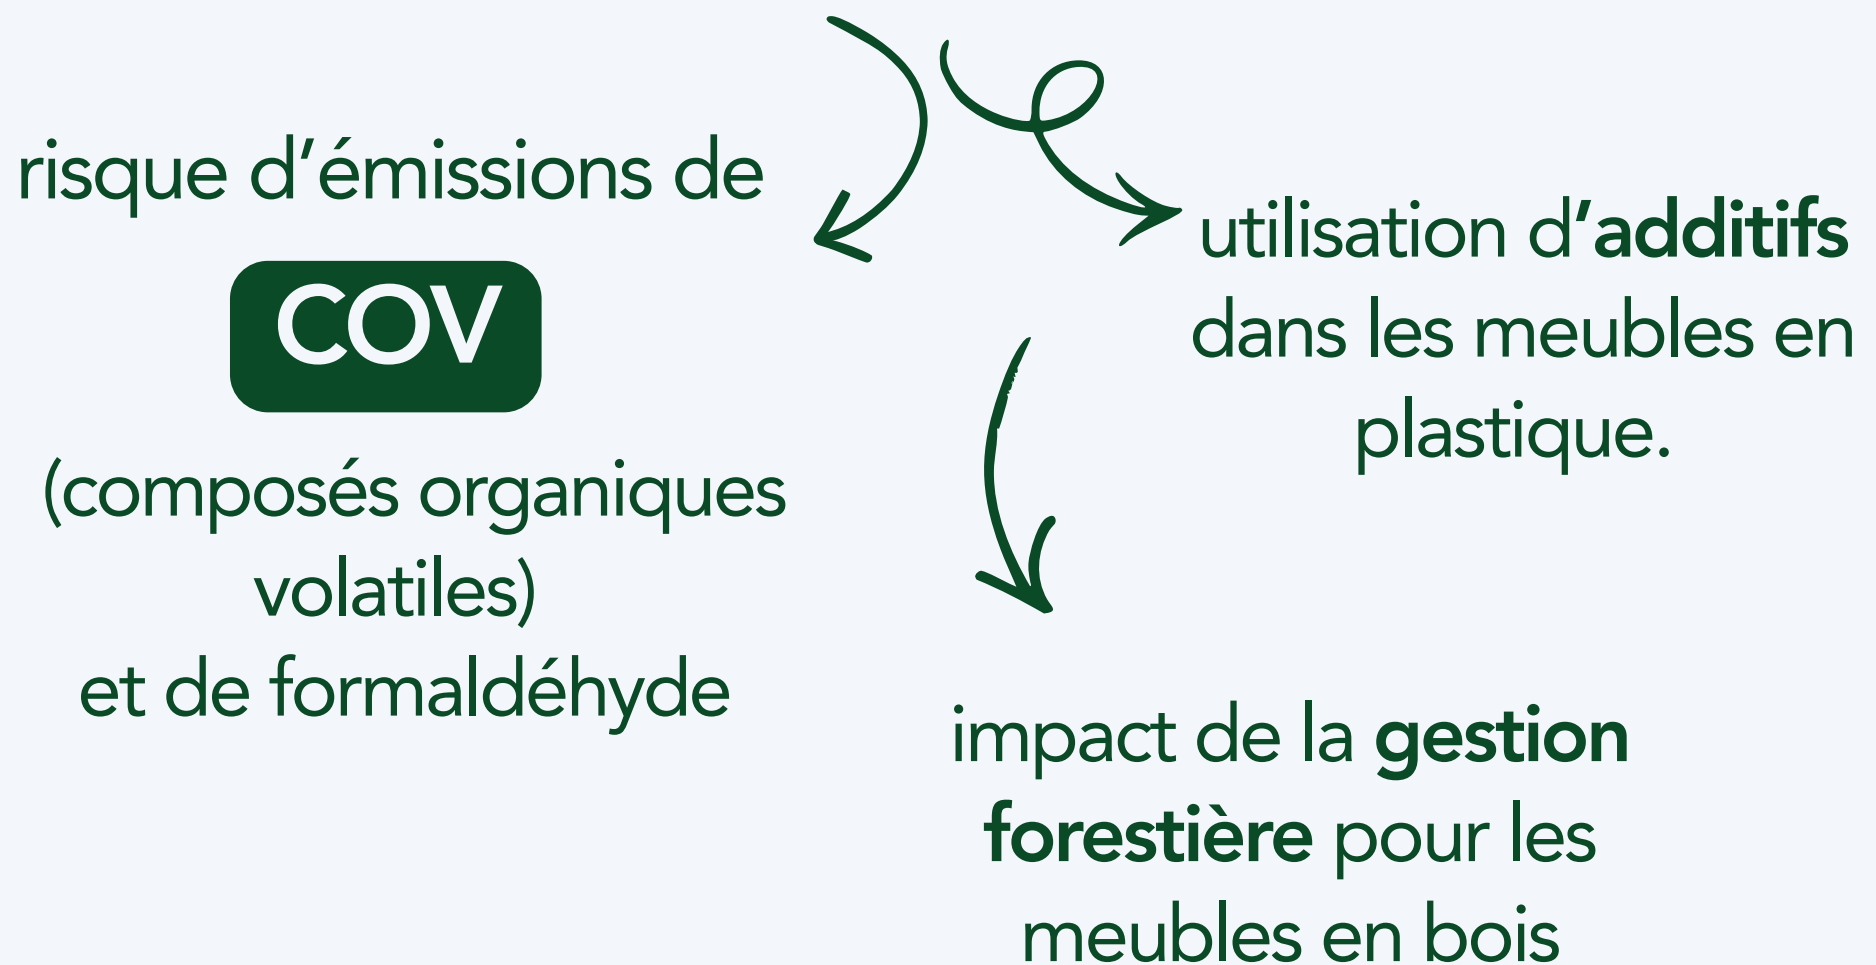 risque d’émissions de
COV
(composés organiques
volatiles)
et de formaldéhyde
utilisation d’additifs
dans les meubles en
plastique.
impact de la gestion
forestière pour les
meubles en bois